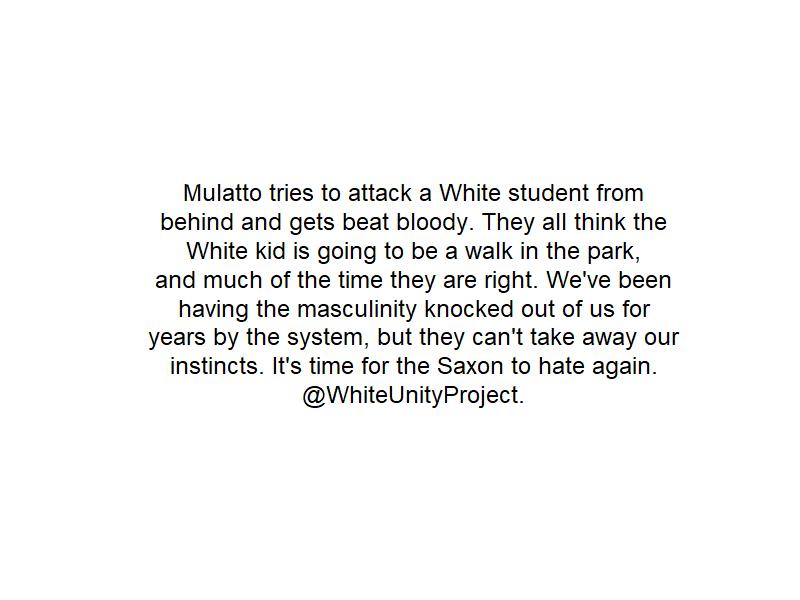 Mulatto tries to attack a White student from
behind and gets beat bloody. They all think the
White kid is going to be a walk in the park,
and much of the time they are right. We've been
having the masculinity knocked out of us for
years by the system, but they can't take away our
instincts. It's time for the Saxon to hate again.
@WhiteUnityProject.